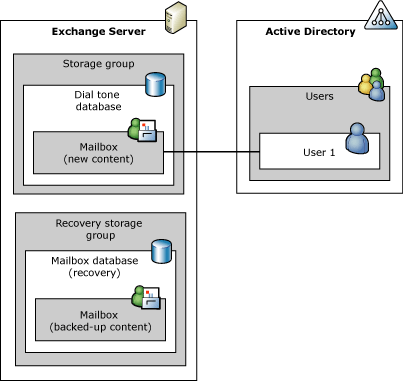 Exchange Server
Storage group
Dial tone
database
Mailbox
(new content)
Recovery storage
group
Mailbox database
(recovery)
Mailbox
(backed-up content)
Active Directory
Users
User 1